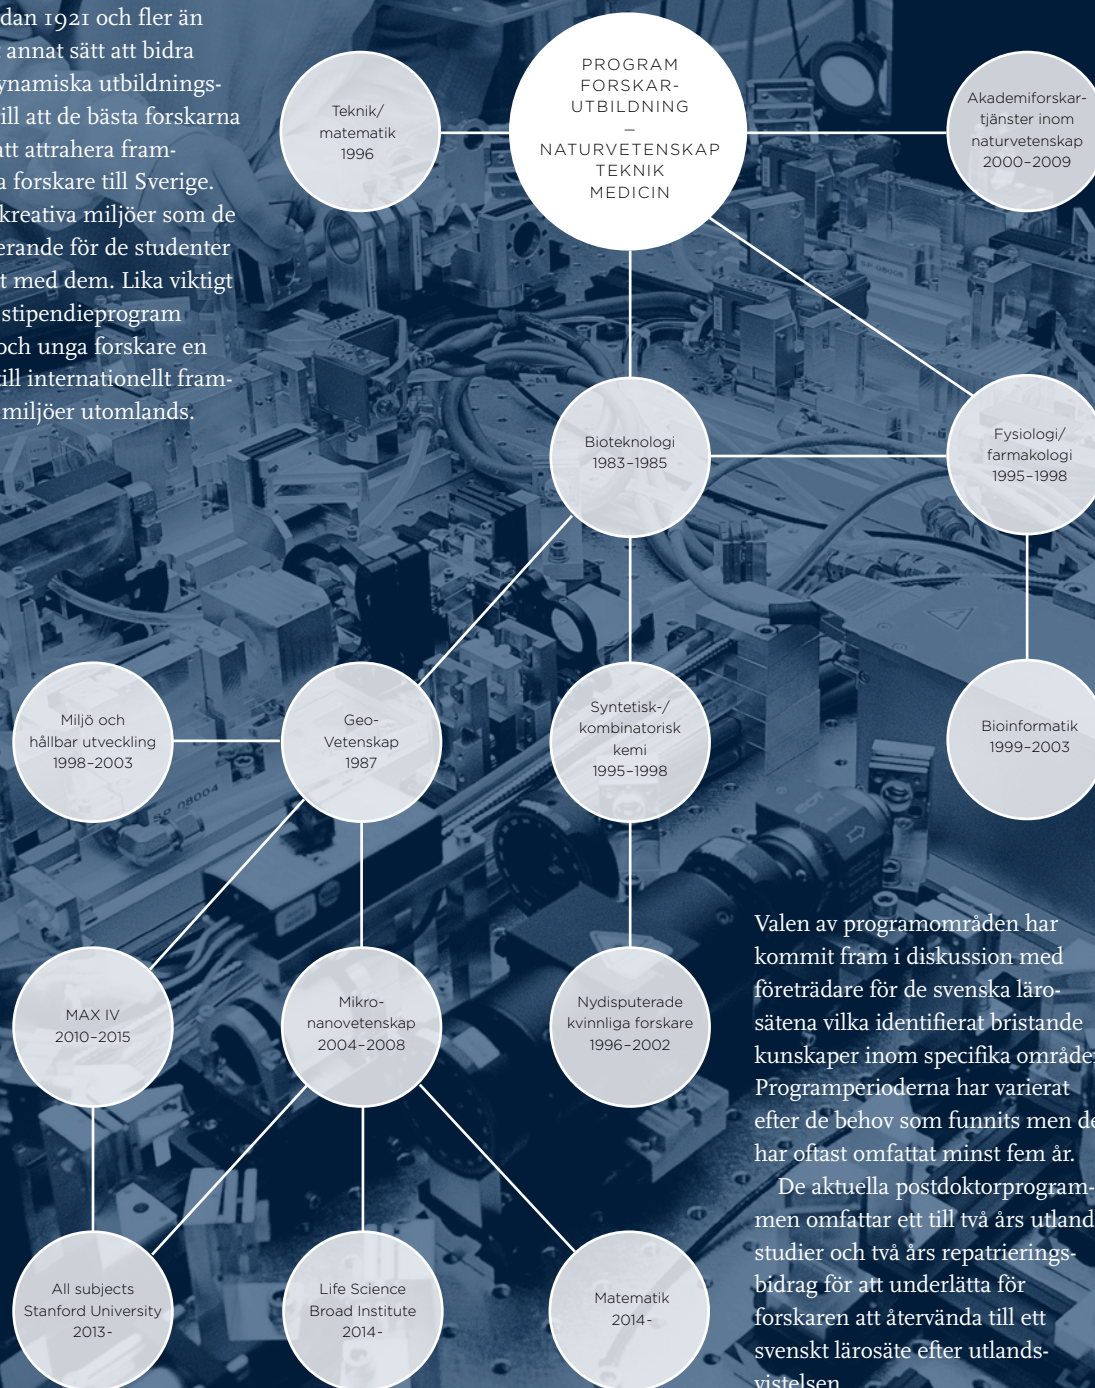 dan 1921 och fler än
annat sätt att bidra
ynamiska utbildnings-
ill att de bästa forskarna
att attrahera fram-
a forskare till Sverige.
kreativa miljöer som de
erande för de studenter
t med dem. Lika viktigt
stipendieprogram
och unga forskare en
till internationellt fram-
miljöer utomlands.
PROGRAM
FORSKAR-
UTBILDNING
–
NATURVETENSKAP
TEKNIK
MEDICIN
Teknik/
matematik
1996
Akademiforskar-
tjänster inom
naturvetenskap
2000–2009
Bioteknologi
1983–1985
Fysiologi/
farmakologi
1995–1998
Miljö och
hållbar utveckling
1998–2003
Geo-
Vetenskap
1987
Syntetisk-/
kombinatorisk
kemi
1995–1998
Bioinformatik
1999–2003
MAX IV
2010–2015
Mikro-
nanovetenskap
2004–2008
Nydisputerade
kvinnliga forskare
1996–2002
All subjects
Stanford University
2013-
Life Science
Broad Institute
2014-
Matematik
2014-
Valen av programområden har
kommit fram i diskussion med
företrädare för de svenska läro-
sätena vilka identifierat bristande
kunskaper inom specifika områden
Programperioderna har varierat
efter de behov som funnits men de
har oftast omfattat minst fem år.
De aktuella postdoktorprogram-
men omfattar ett till två års utland
studier och två års repatrierings-
bidrag för att underlätta för
forskaren att återvända till ett
svenskt lärosäte efter utlands-
vistelsen